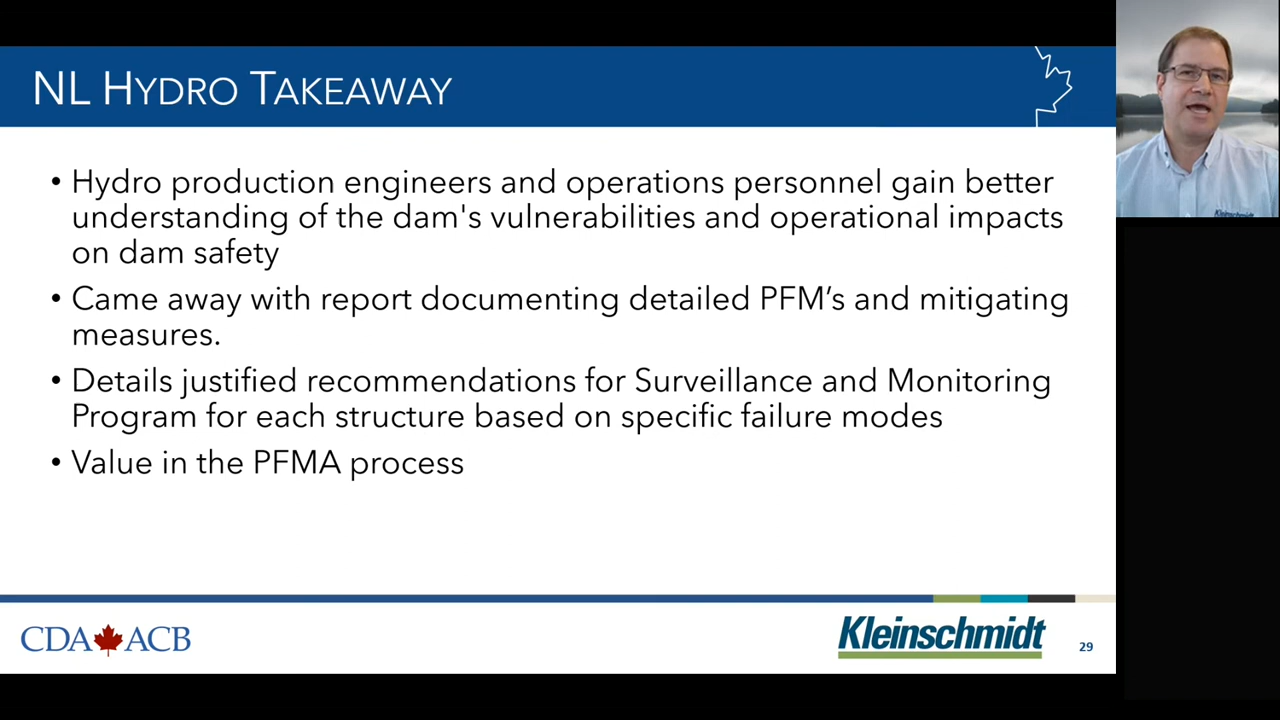 NL HYDRO TAKEAWAY
• Hydro production engineers and operations personnel gain better
understanding of the dam's vulnerabilities and operational impacts
on dam safety
• Came away with report documenting detailed PFM’s and mitigating
measures.
• Details justified recommendations for Surveillance and Monitoring
Program for each structure based on specific failure modes
• Value in the PFMA process
CDA ACB
Kleinschmidt
29
Kleinschmidt